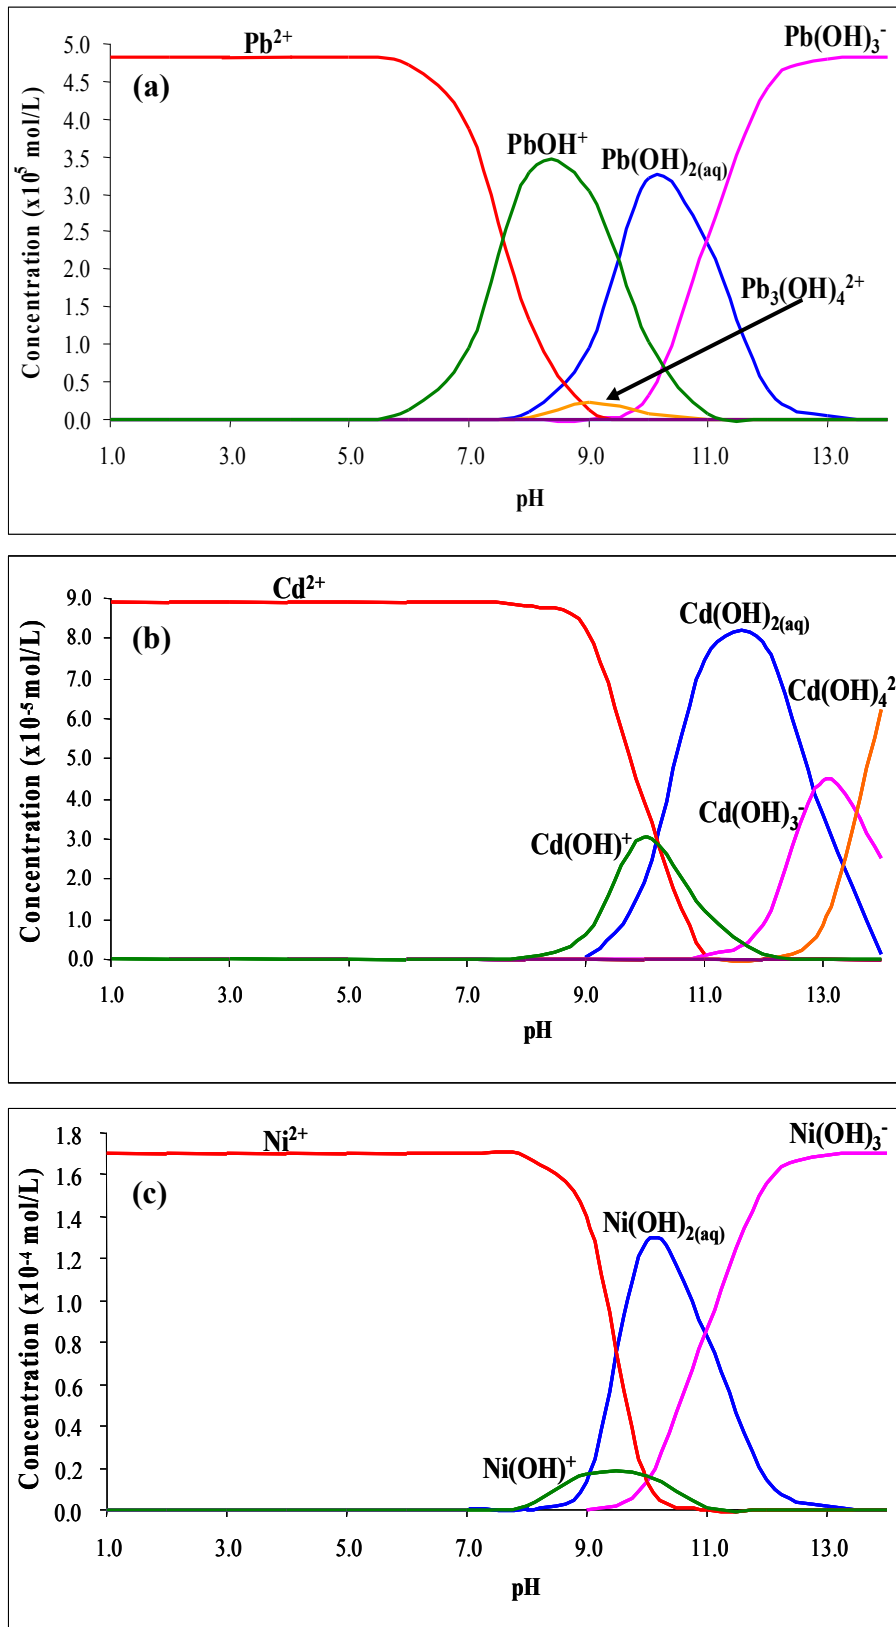 Pb²⁺
Pb(OH)₃⁻
(a)
PbOH⁺
Pb(OH)₂₍aq₎
Pb₃(OH)₄²⁺
Concentration (x10⁵ mol/L)
5.0
4.5
4.0
3.5
3.0
2.5
2.0
1.5
1.0
0.5
0.0
1.0 3.0 5.0 7.0 9.0 11.0 13.0
pH
Cd²⁺
(b)
Cd(OH)₂₍aq₎
Cd(OH)₄²
Cd(OH)₃⁻
Cd(OH)⁺
Concentration (x10⁻⁵ mol/L)
9.0
8.0
7.0
6.0
5.0
4.0
3.0
2.0
1.0
0.0
1.0 3.0 5.0 7.0 9.0 11.0 13.0
pH
Ni²⁺
Ni(OH)₃⁻
(c)
Ni(OH)₂₍aq₎
Ni(OH)⁺
Concentration (x10⁻⁴ mol/L)
1.8
1.6
1.4
1.2
1.0
0.8
0.6
0.4
0.2
0.0
1.0 3.0 5.0 7.0 9.0 11.0 13.0
pH